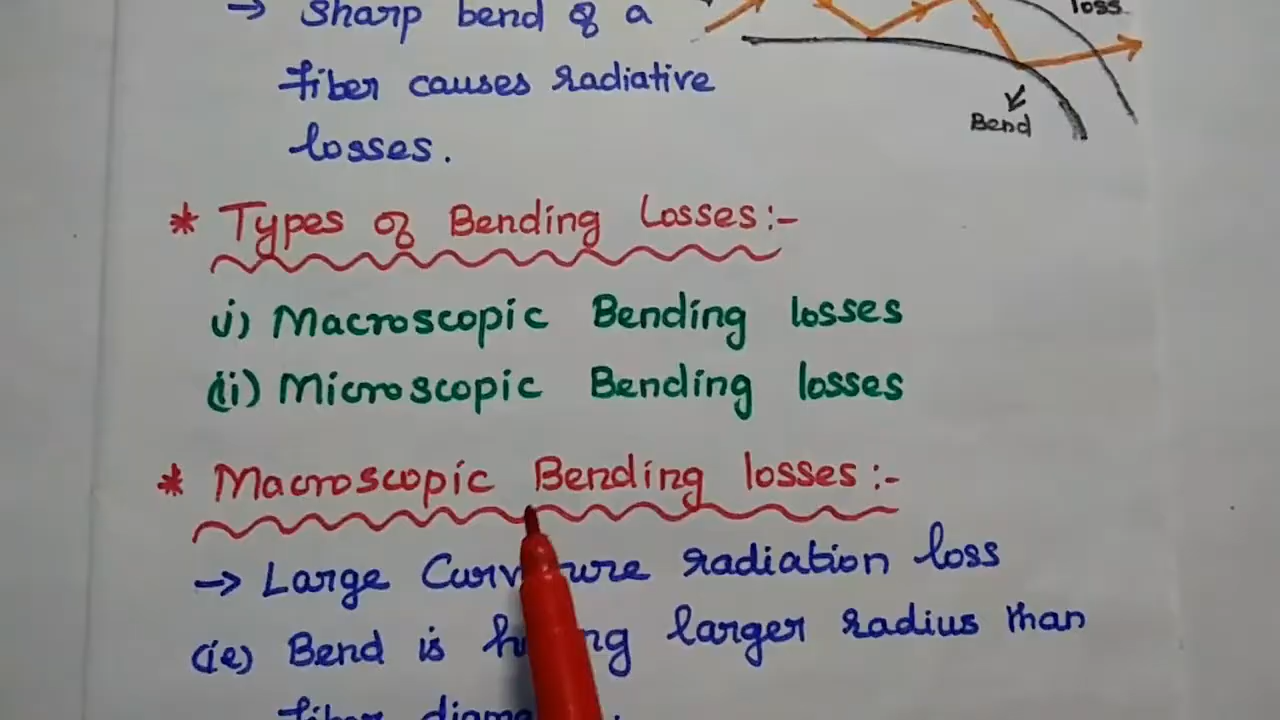 → Sharp bend of a
fiber causes radiative
losses.
loss
Bend
* Types of Bending Losses:-
i) Macroscopic Bending losses
(ii) Microscopic Bending losses
* Macroscopic Bending losses:-
→ Large radiation loss
(ie) Bend is larger radius than
fiber